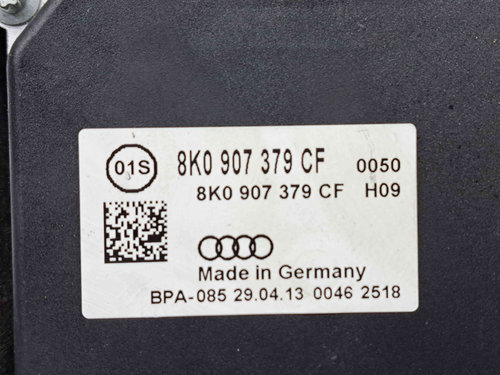 01S 8K0 907 379 CF 0050
8K0 907 379 CF H09
Made in Germany
BPA-085 29.04.13 0046 2518